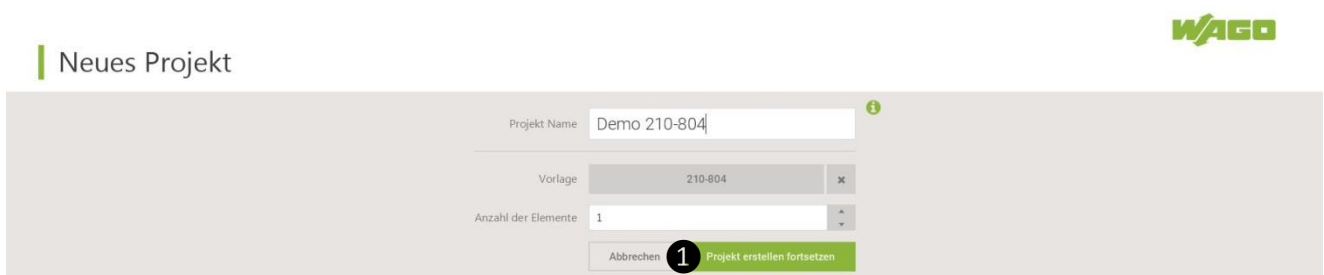 WAGO
Neues Projekt
Projekt Name Demo 210-804
Vorlage 210-804
Anzahl der Elemente 1
Abbrechen 1 Projekt erstellen fortsetzen